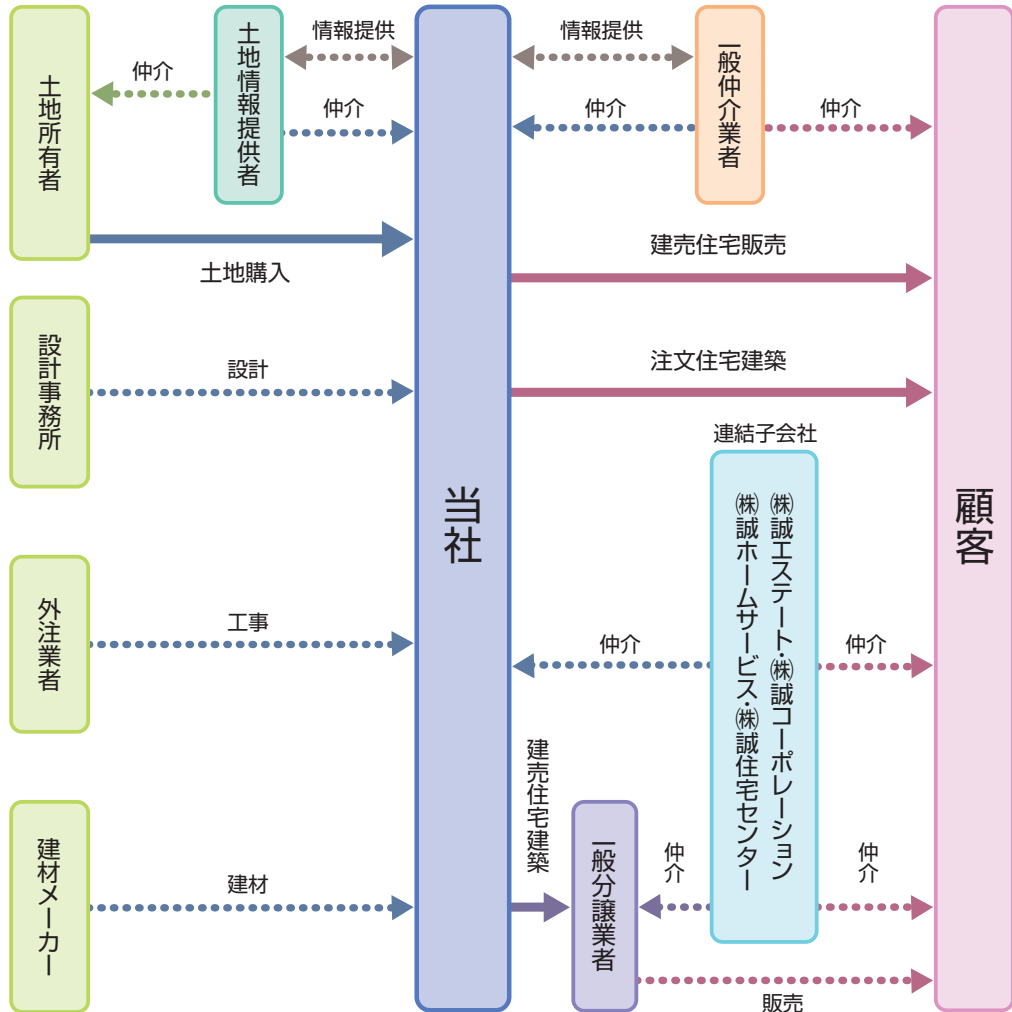 土地所有者
仲介
土地情報提供者
情報提供
仲介
土地購入
設計事務所
設計
外注業者
工事
建材メーカー
建材
当社
情報提供
仲介
一般仲介業者
仲介
建売住宅販売
注文住宅建築
連結子会社
㈱誠エステート・㈱誠コーポレーション
㈱誠ホームサービス・㈱誠住宅センター
仲介
仲介
建売住宅建築
一般分譲業者
仲介
仲介
販売
顧客